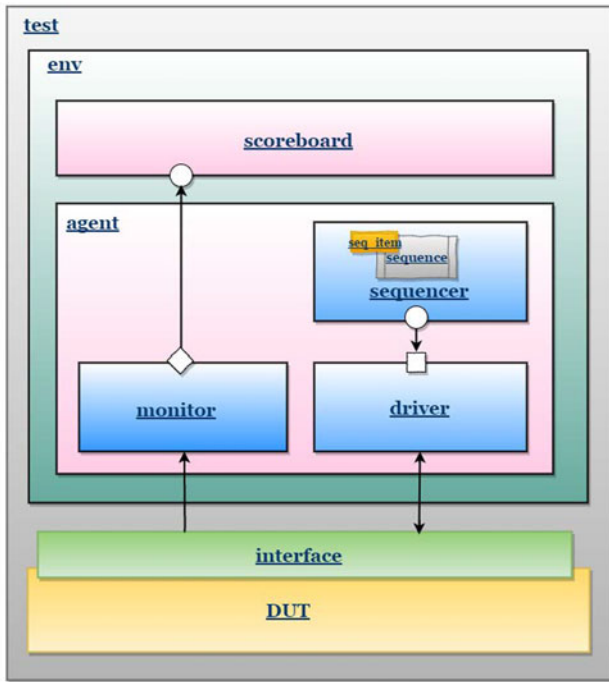 test
env
scoreboard
agent
seq_item
sequence
sequencer
monitor
driver
interface
DUT